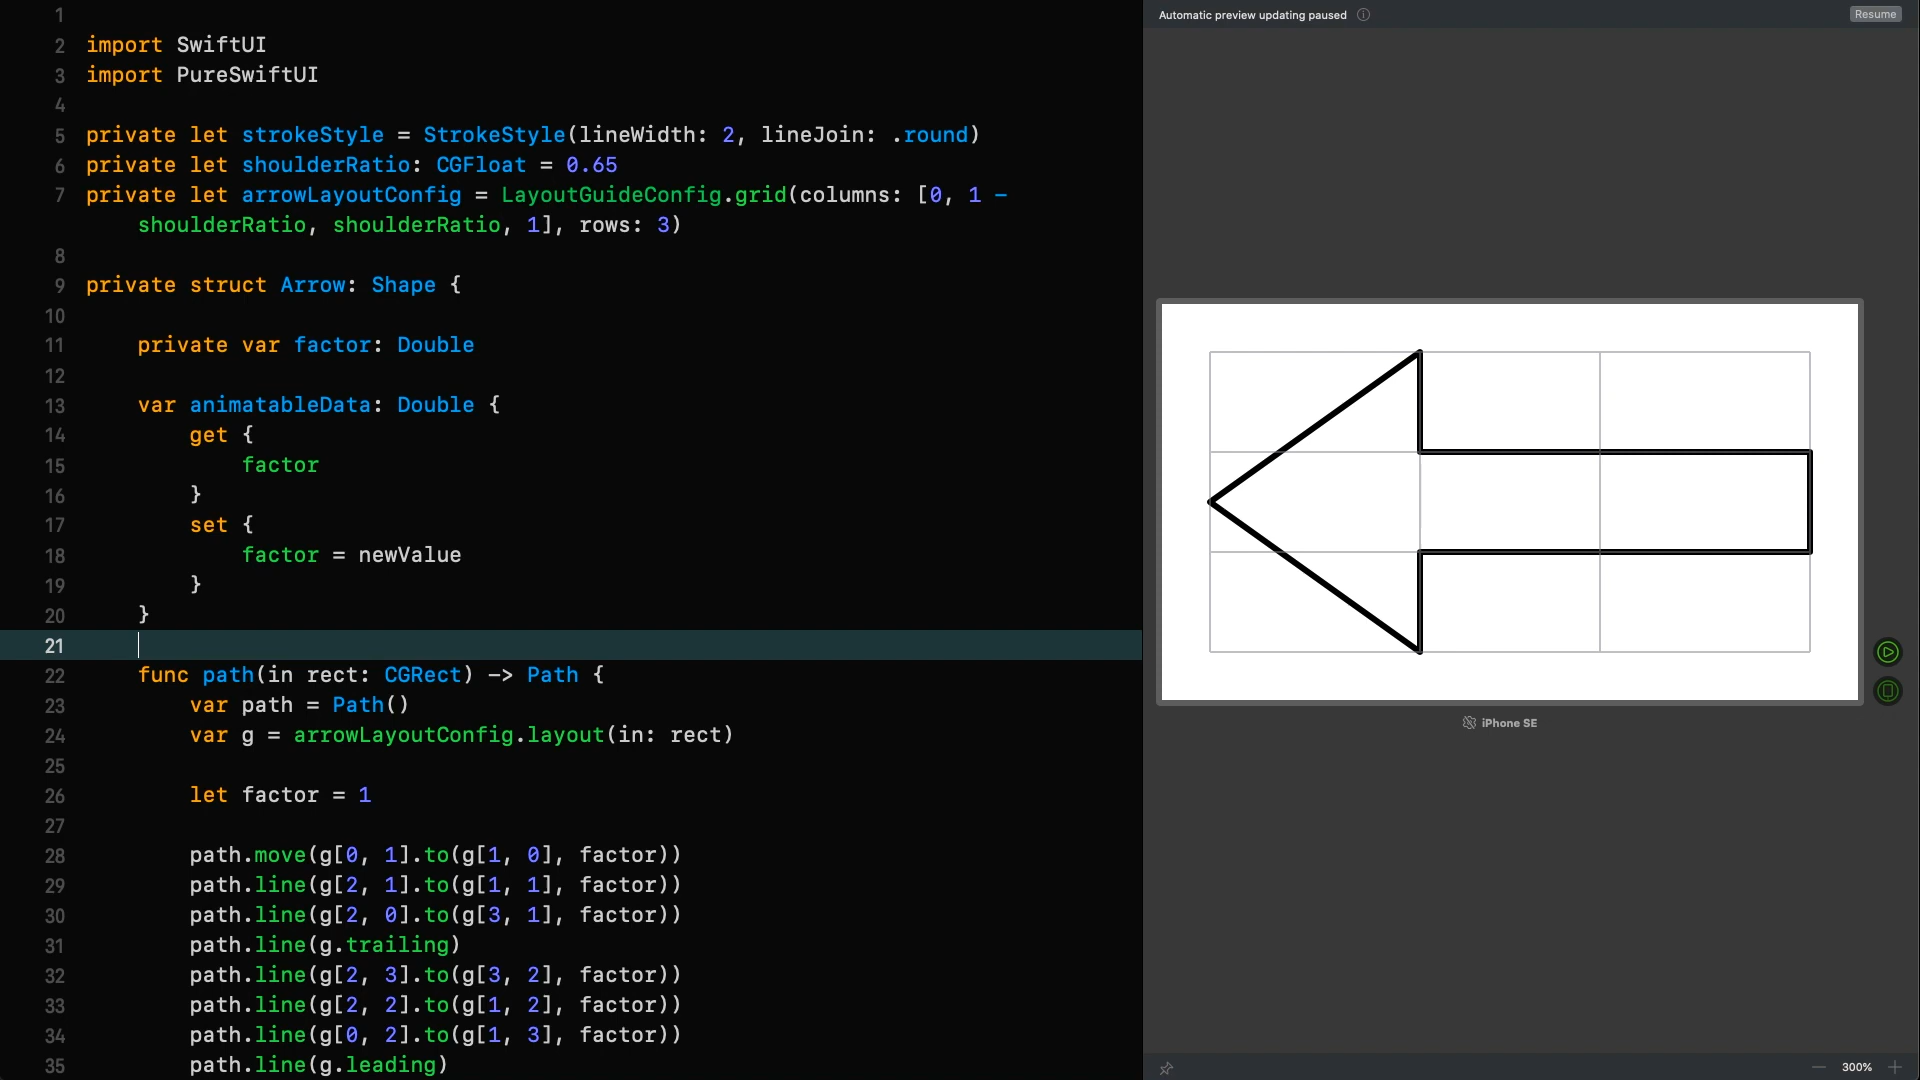 1
2 import SwiftUI
3 import PureSwiftUI
4
5 private let strokeStyle = StrokeStyle(lineWidth: 2, lineJoin: .round)
6 private let shoulderRatio: CGFloat = 0.65
7 private let arrowLayoutConfig = LayoutGuideConfig.grid(columns: [0, 1 -
shoulderRatio, shoulderRatio, 1], rows: 3)
8
9 private struct Arrow: Shape {
10
11 private var factor: Double
12
13 var animatableData: Double {
14 get {
15 factor
16 }
17 set {
18 factor = newValue
19 }
20 }
21
22 func path(in rect: CGRect) -> Path {
23 var path = Path()
24 var g = arrowLayoutConfig.layout(in: rect)
25
26 let factor = 1
27
28 path.move(g[0, 1].to(g[1, 0], factor))
29 path.line(g[2, 1].to(g[1, 1], factor))
30 path.line(g[2, 0].to(g[3, 1], factor))
31 path.line(g.trailing)
32 path.line(g[2, 3].to(g[3, 2], factor))
33 path.line(g[2, 2].to(g[1, 2], factor))
34 path.line(g[0, 2].to(g[1, 3], factor))
35 path.line(g.leading)
Automatic preview updating paused
Resume
iPhone SE
300%